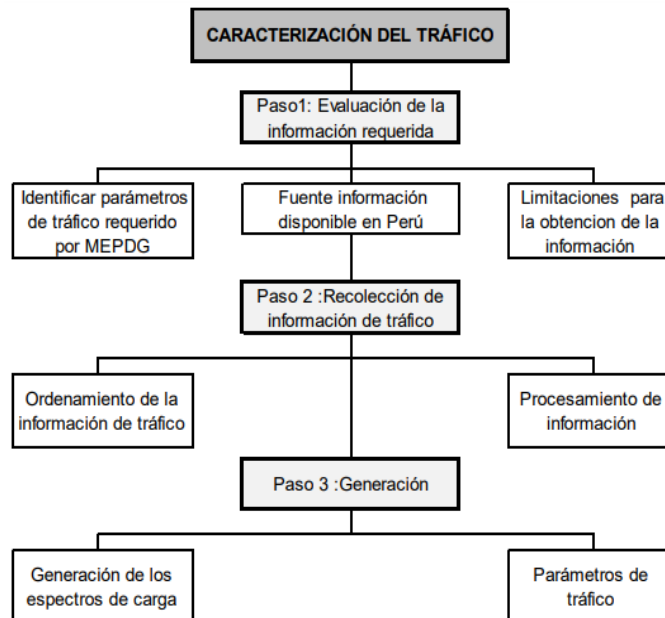 CARACTERIZACIÓN DEL TRÁFICO
Paso1: Evaluación de la
información requerida
Identificar parámetros
de tráfico requerido
por MEPDG
Fuente información
disponible en Perú
Limitaciones para
la obtencion de la
información
Paso 2 :Recolección de
información de tráfico
Ordenamiento de la
información de tráfico
Procesamiento de
información
Paso 3 :Generación
Generación de los
espectros de carga
Parámetros de
tráfico